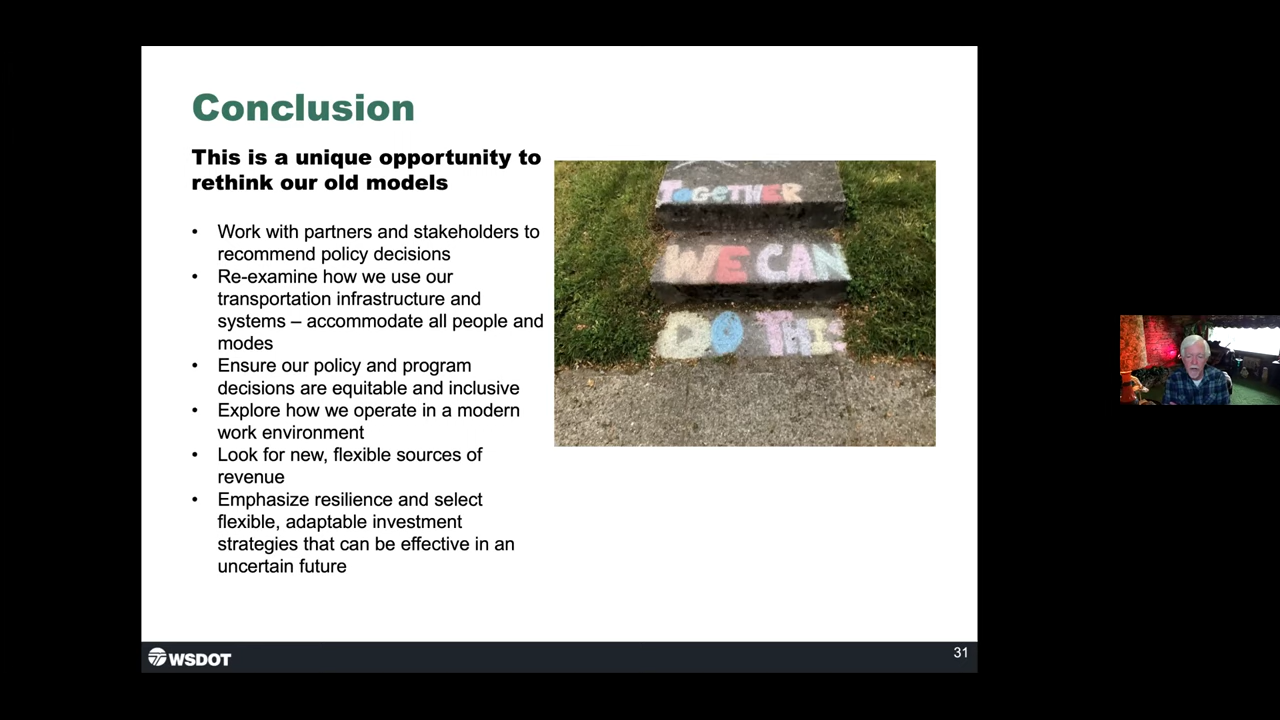 Conclusion
This is a unique opportunity to
rethink our old models
• Work with partners and stakeholders to
recommend policy decisions
• Re-examine how we use our
transportation infrastructure and
systems – accommodate all people and
modes
• Ensure our policy and program
decisions are equitable and inclusive
• Explore how we operate in a modern
work environment
• Look for new, flexible sources of
revenue
• Emphasize resilience and select
flexible, adaptable investment
strategies that can be effective in an
uncertain future
TOGETHER
WE CAN
DO THIS
WSDOT
31